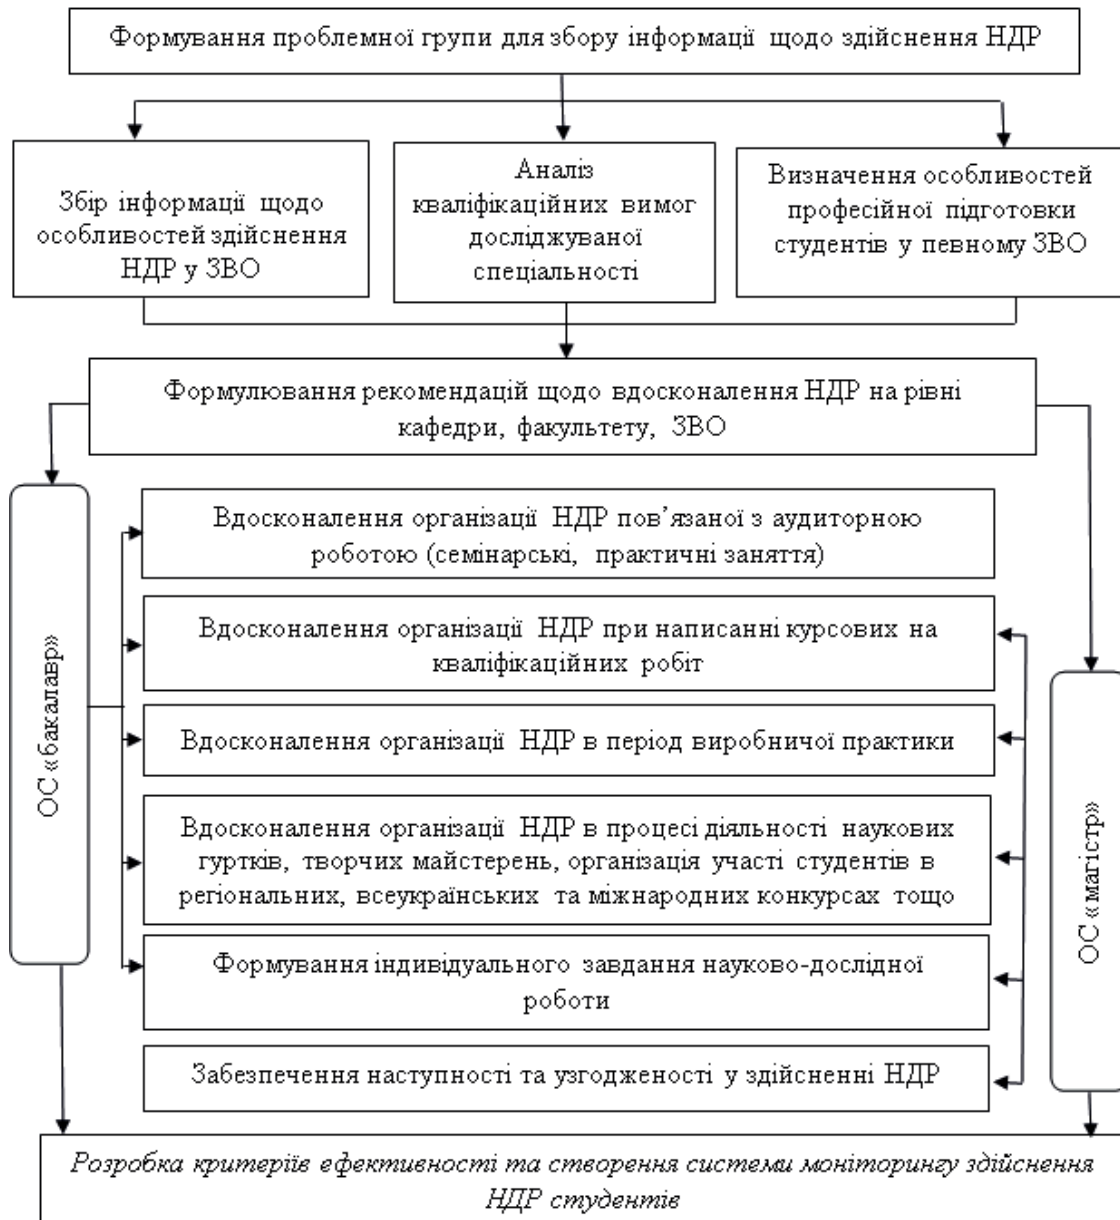 Формування проблемної групи для збору інформації щодо здійснення НДР
Збір інформації щодо
особливостей здійснення
НДР у ЗВО
Аналіз
кваліфікаційних вимог
досліджуваної
спеціальності
Визначення особливостей
професійної підготовки
студентів у певному ЗВО
Формулювання рекомендацій щодо вдосконалення НДР на рівні
кафедри, факультету, ЗВО
ОС «бакалавр»
Вдосконалення організації НДР пов’язаної з аудиторною
роботою (семінарські, практичні заняття)
Вдосконалення організації НДР при написанні курсових на
кваліфікаційних робіт
Вдосконалення організації НДР в період виробничої практики
Вдосконалення організації НДР в процесі діяльності наукових
гуртків, творчих майстерень, організація участі студентів в
регіональних, всеукраїнських та міжнародних конкурсах тощо
Формування індивідуального завдання науково-дослідної
роботи
Забезпечення наступності та узгодженості у здійсненні НДР
ОС «магістр»
Розробка критеріїв ефективності та створення системи моніторингу здійснення
НДР студентів